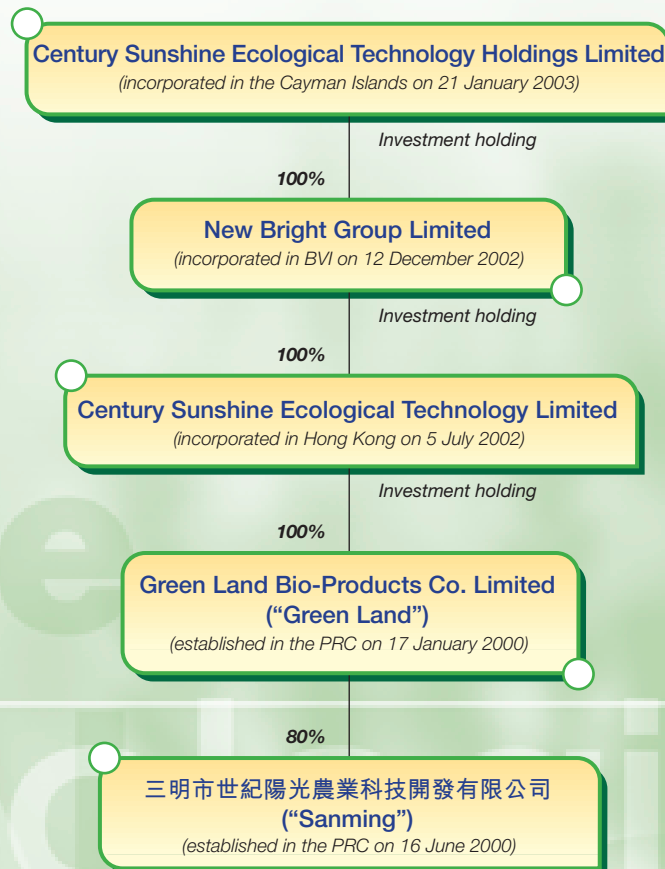 Century Sunshine Ecological Technology Holdings Limited
(incorporated in the Cayman Islands on 21 January 2003)
Investment holding
100%
New Bright Group Limited
(incorporated in BVI on 12 December 2002)
Investment holding
100%
Century Sunshine Ecological Technology Limited
(incorporated in Hong Kong on 5 July 2002)
Investment holding
100%
Green Land Bio-Products Co. Limited
(“Green Land”)
(established in the PRC on 17 January 2000)
80%
三明市世紀陽光農業科技開發有限公司
(“Sanming”)
(established in the PRC on 16 June 2000)